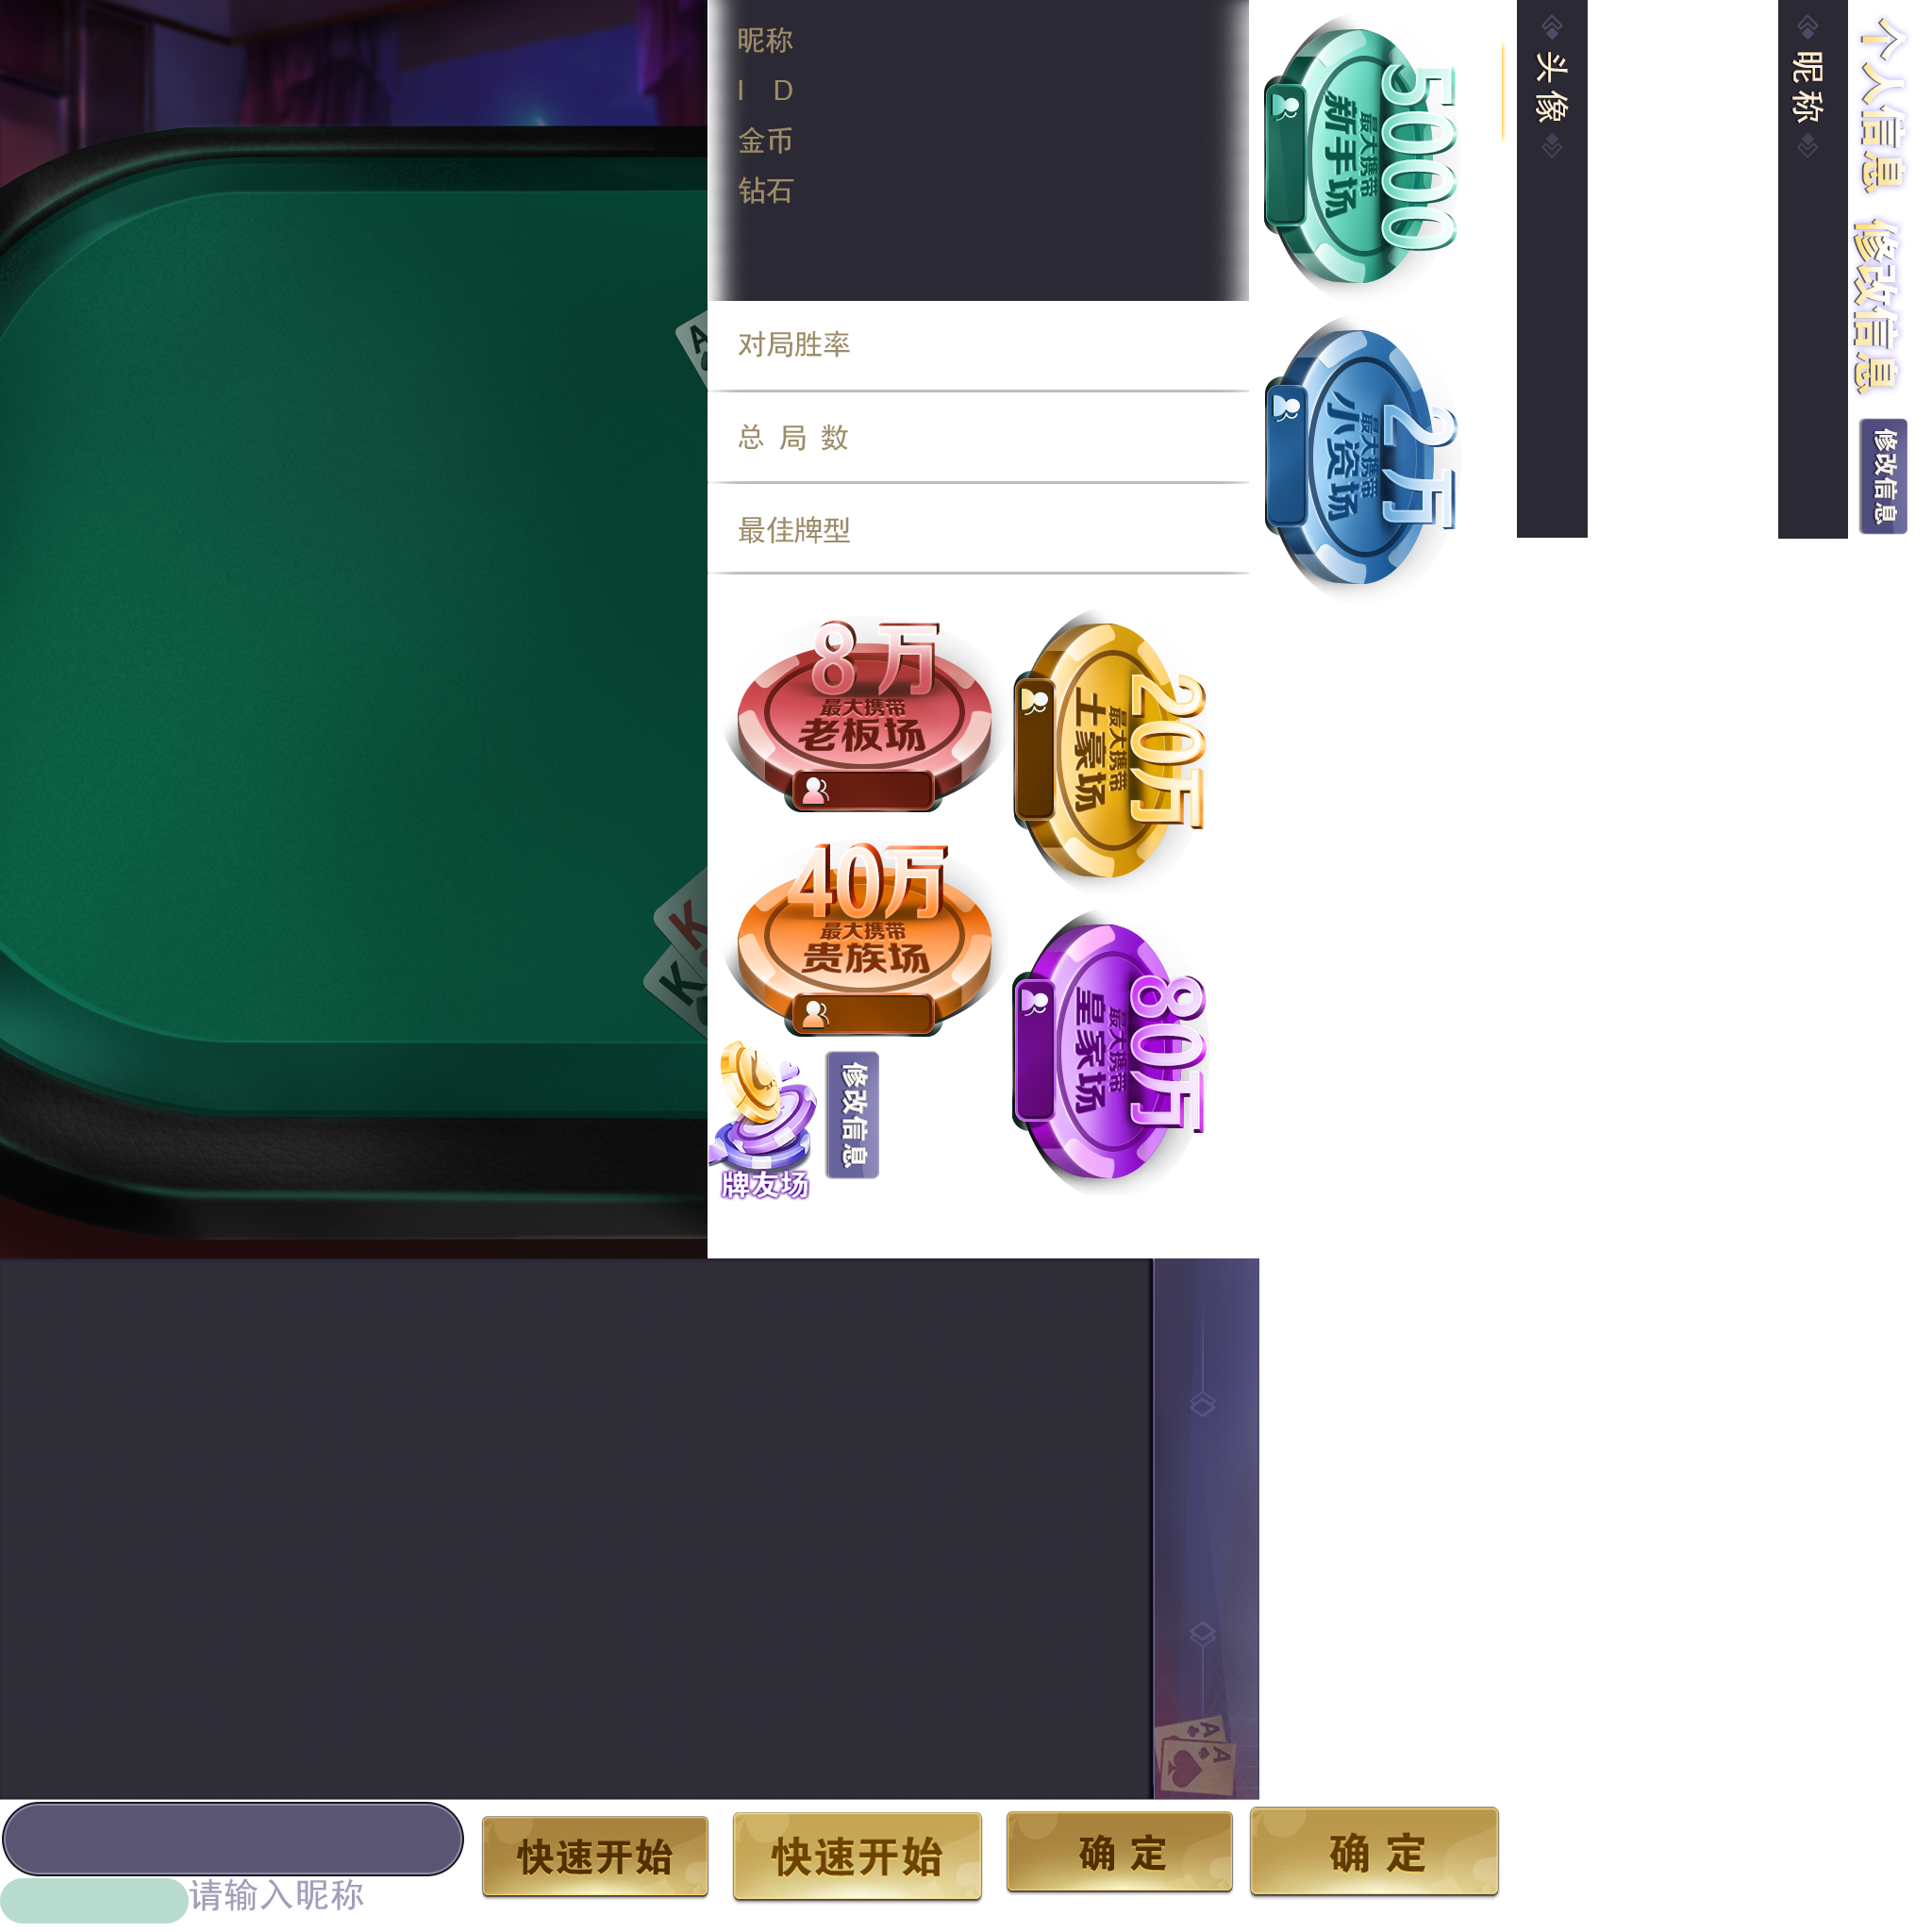 昵称
I D
金币
钻石
对局胜率
总 局 数
最佳牌型
8万
最大携带
老板场
40万
最大携带
贵族场
牌友场
修改信息
20万
最大携带
土豪场
80万
最大携带
皇家场
5000
最大携带
新手场
2万
最大携带
小资场
头像
昵称
个人信息
修改信息
修改信息
A
K
K
A
A
请输入昵称
快速开始
快速开始
确 定
确 定